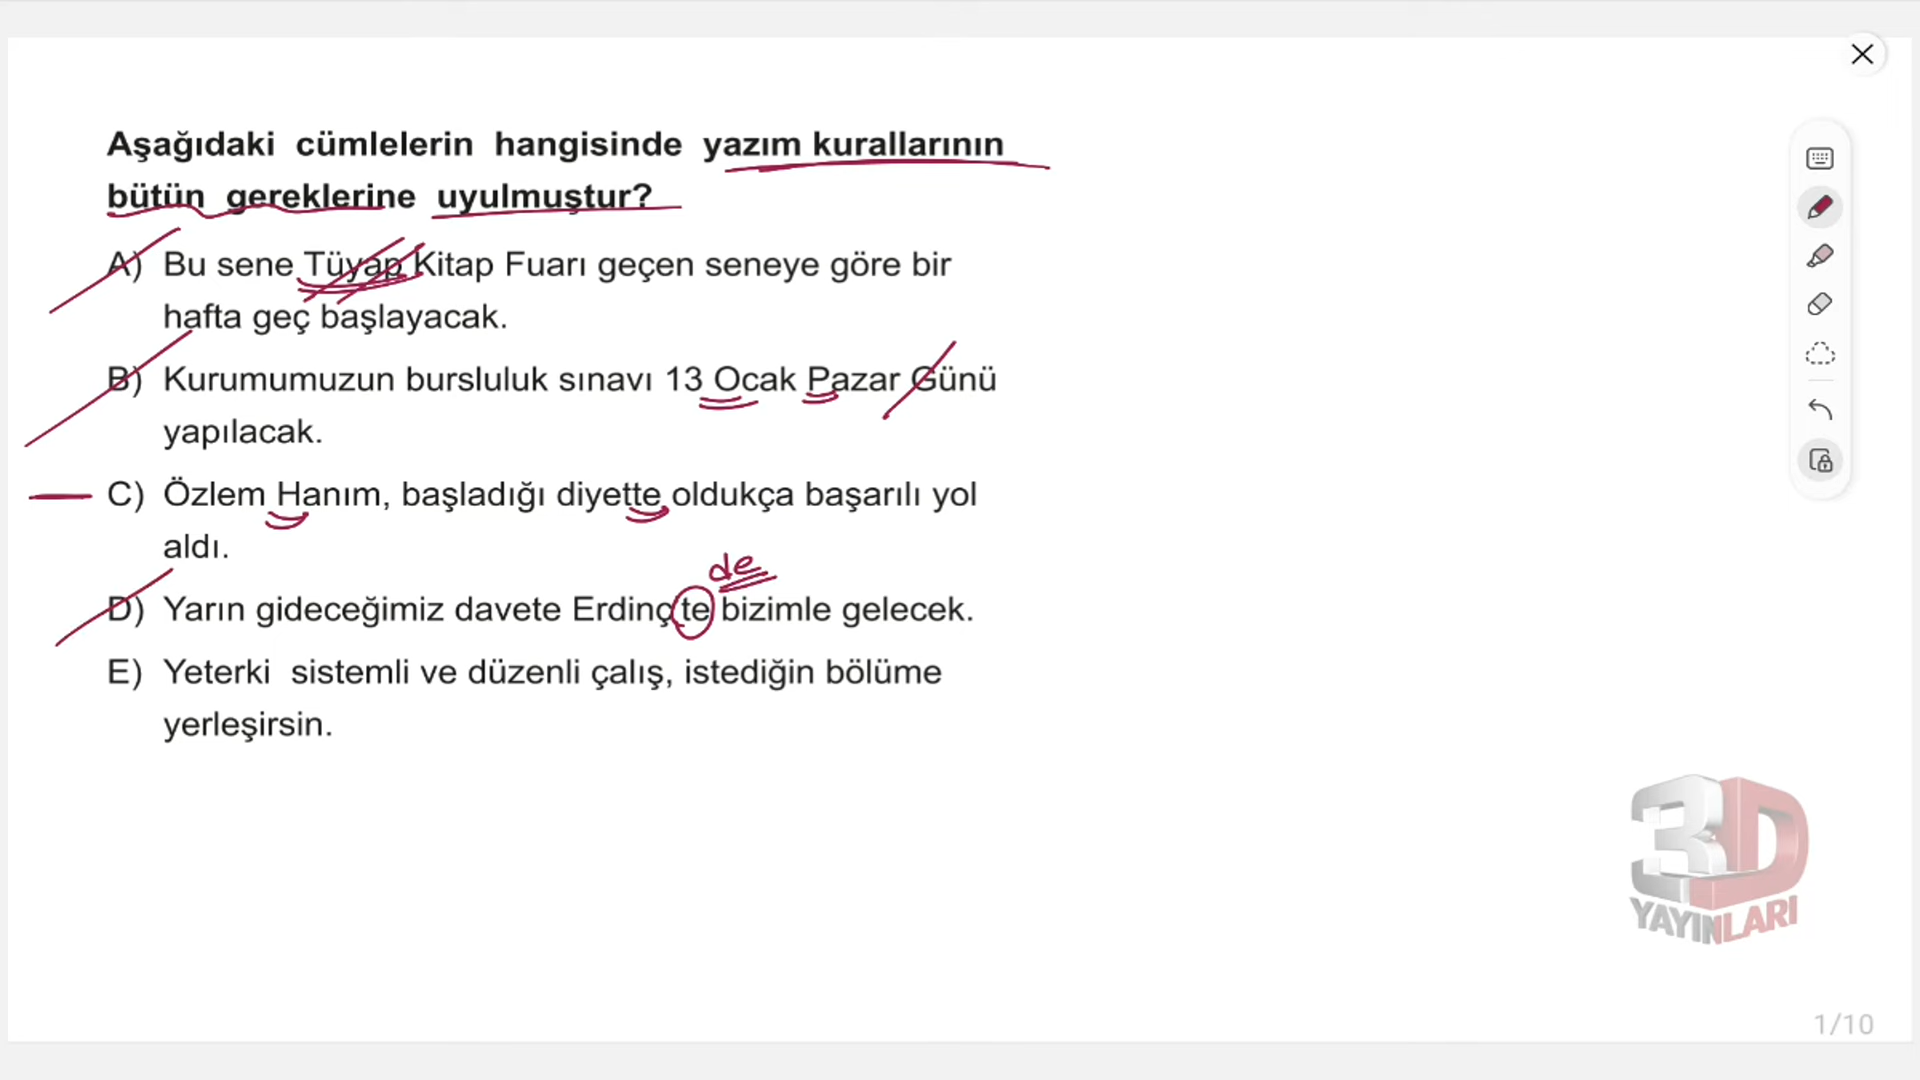 Aşağıdaki cümlelerin hangisinde yazım kurallarının
bütün gereklerine uyulmuştur?
A) Bu sene Tüyap Kitap Fuarı geçen seneye göre bir
hafta geç başlayacak.
B) Kurumumuzun bursluluk sınavı 13 Ocak Pazar Günü
yapılacak.
C) Özlem Hanım, başladığı diyette oldukça başarılı yol
aldı.
de
D) Yarın gideceğimiz davete Erdinç te bizimle gelecek.
E) Yeterki sistemli ve düzenli çalış, istediğin bölüme
yerleşirsin.
3D
YAYINLARI
1/10